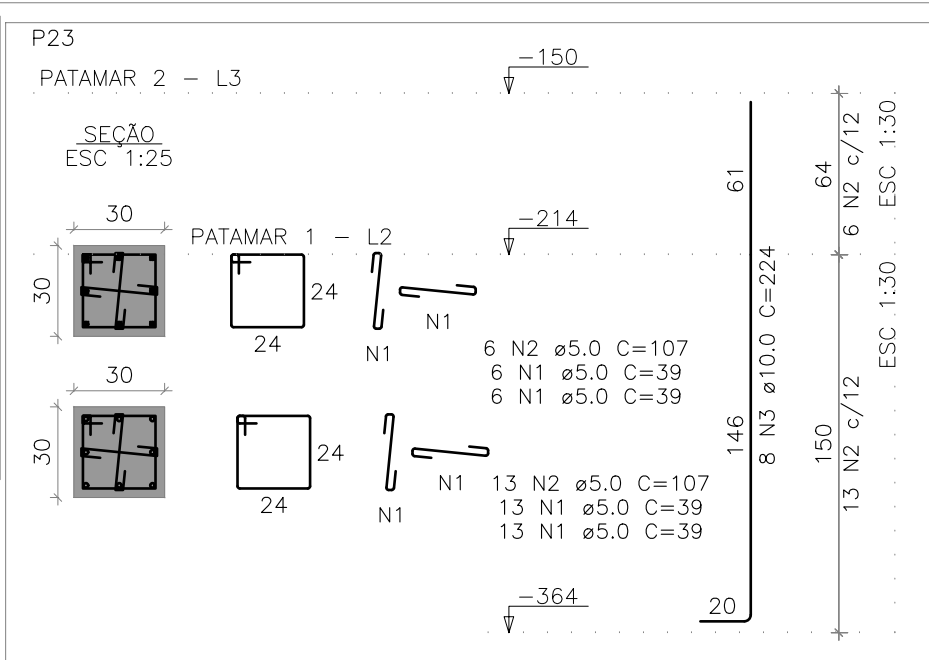 P23
PATAMAR 2 - L3
-150
SEÇÃO
ESC 1:25
30
30
PATAMAR 1 - L2
-214
24
24
N1
N1
6 N2 ø5.0 C=107
6 N1 ø5.0 C=39
6 N1 ø5.0 C=39
30
30
24
24
N1
N1
13 N2 ø5.0 C=107
13 N1 ø5.0 C=39
13 N1 ø5.0 C=39
-364
20
61
146
8 N3 ø10.0 C=224
64
6 N2 c/12
ESC 1:30
150
13 N2 c/12
ESC 1:30